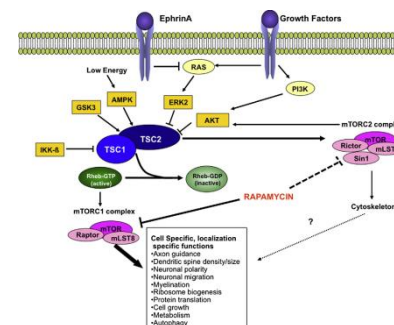 EphrinA
Growth Factors
Low Energy
RAS
AMPK
ERK2
PI3K
GSK3
AKT
mTORC2 compl
TSC2
TSC1
IKK-ß
mTOR
Rictor
mLST
Sin1
Rheb-GTP
(active)
Rheb-GDP
(inactive)
RAPAMYCIN
mTORC1 complex
Cytoskeleton
?
mTOR
Raptor
mLST8
Cell Specific, localization
specific functions
•Axon guidance
•Dendritic spine density/size
•Neuronal polarity
•Neuronal migration
•Myelination
•Ribosome biogenesis
•Protein translation
•Cell growth
•Metabolism
•Autophagy